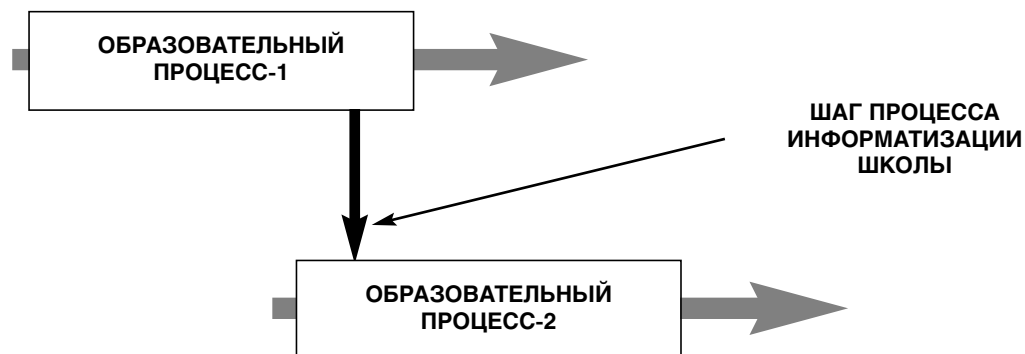 ОБРАЗОВАТЕЛЬНЫЙ
ПРОЦЕСС-1
ШАГ ПРОЦЕССА
ИНФОРМАТИЗАЦИИ
ШКОЛЫ
ОБРАЗОВАТЕЛЬНЫЙ
ПРОЦЕСС-2